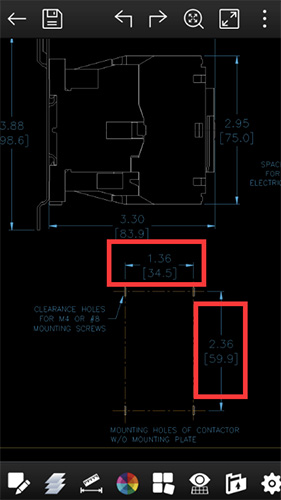 3.88
98.6]
2.95
[75.0]
SPAC
FOR
ELECTRI
3.30
[83.9]
1.36
[34.5]
CLEARANCE HOLES
FOR M4 OR #8
MOUNTING SCREWS
2.36
[59.9]
MOUNTING HOLES OF CONTACTOR
W/O MOUNTING PLATE